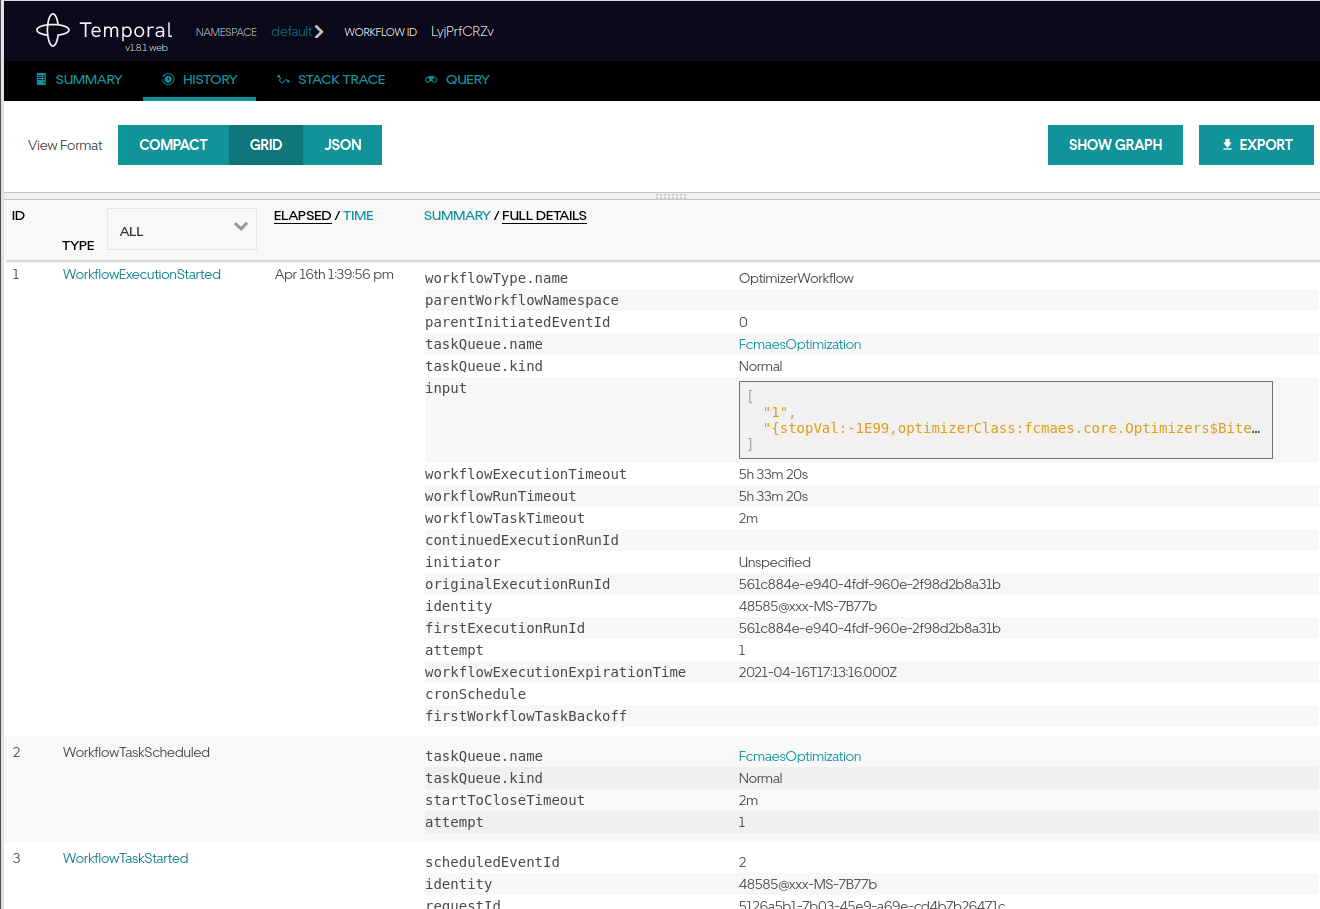 Temporal NAMESPACE default WORKFLOW ID LyjPrfCRZv
v1.8.1 web
SUMMARY HISTORY STACK TRACE QUERY
View Format COMPACT GRID JSON SHOW GRAPH EXPORT
ID TYPE ALL ELAPSED / TIME SUMMARY / FULL DETAILS
1 WorkflowExecutionStarted Apr 16th 1:39:56 pm workflowType.name OptimizerWorkflow
parentWorkflowNamespace
parentInitiatedEventId 0
taskQueue.name FcmaesOptimization
taskQueue.kind Normal
input [
"1",
"{stopVal:-1E99,optimizerClass:fcmaes.core.Optimizers$Bite…
]
workflowExecutionTimeout 5h 33m 20s
workflowRunTimeout 5h 33m 20s
workflowTaskTimeout 2m
continuedExecutionRunId
initiator Unspecified
originalExecutionRunId 561c884e-e940-4fdf-960e-2f98d2b8a31b
identity 48585@xxx-MS-7B77b
firstExecutionRunId 561c884e-e940-4fdf-960e-2f98d2b8a31b
attempt 1
workflowExecutionExpirationTime 2021-04-16T17:13:16.000Z
cronSchedule
firstWorkflowTaskBackoff
2 WorkflowTaskScheduled taskQueue.name FcmaesOptimization
taskQueue.kind Normal
startToCloseTimeout 2m
attempt 1
3 WorkflowTaskStarted scheduledEventId 2
identity 48585@xxx-MS-7B77b
requestId 5126a5b1-7b03-45e9-a69e-cd4b7b26471c